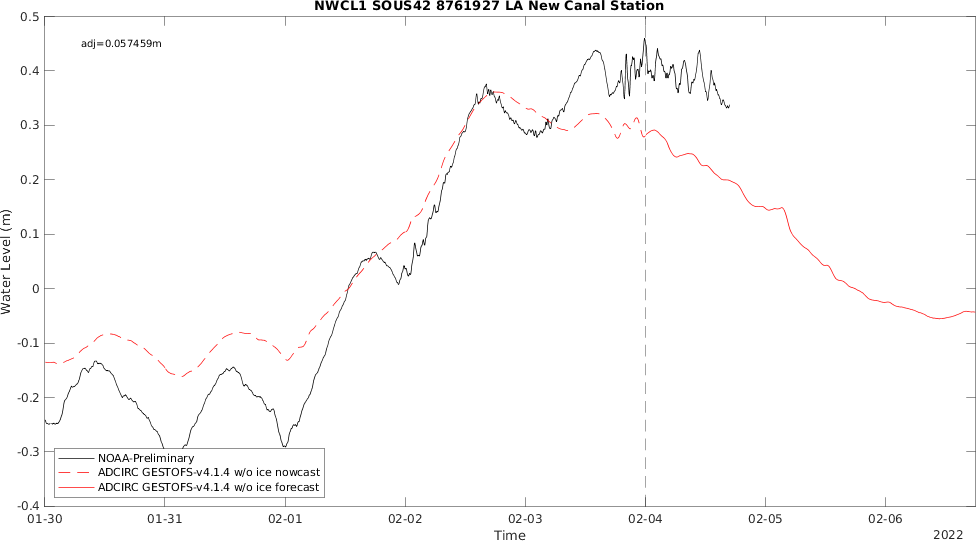 NWCL1 SOUS42 8761927 LA New Canal Station
adj=0.057459m
0.5
0.4
0.3
0.2
0.1
0
-0.1
-0.2
-0.3
-0.4
Water Level (m)
NOAA-Preliminary
ADCIRC GESTOFS-v4.1.4 w/o ice nowcast
ADCIRC GESTOFS-v4.1.4 w/o ice forecast
01-30 01-31 02-01 02-02 02-03 02-04 02-05 02-06
Time
2022